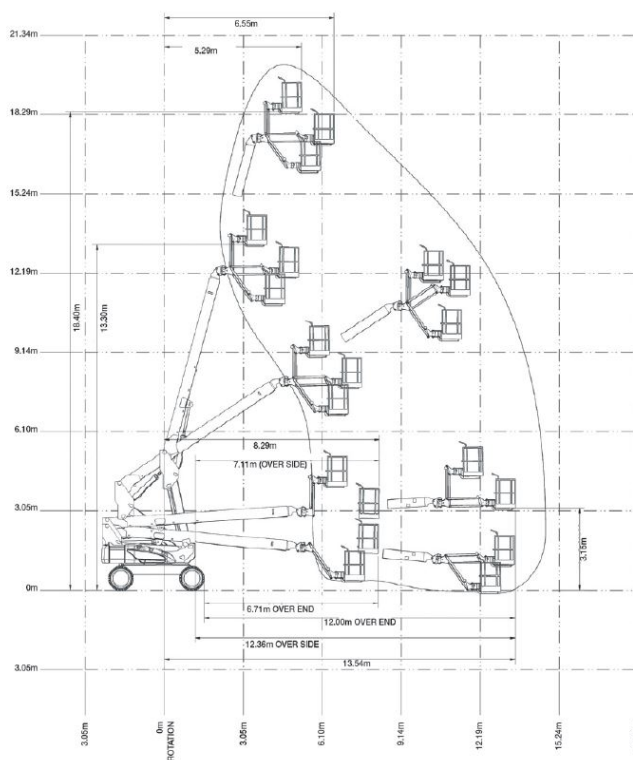 6.55m
5.29m
21.34m
18.29m
15.24m
12.19m
9.14m
6.10m
3.05m
0m
3.05m
18.40m
13.30m
8.29m
7.11m (OVER SIDE)
3.15m
6.71m OVER END
12.00m OVER END
12.36m OVER SIDE
13.54m
3.05m
0m
ROTATION
3.05m
6.10m
9.14m
12.19m
15.24m